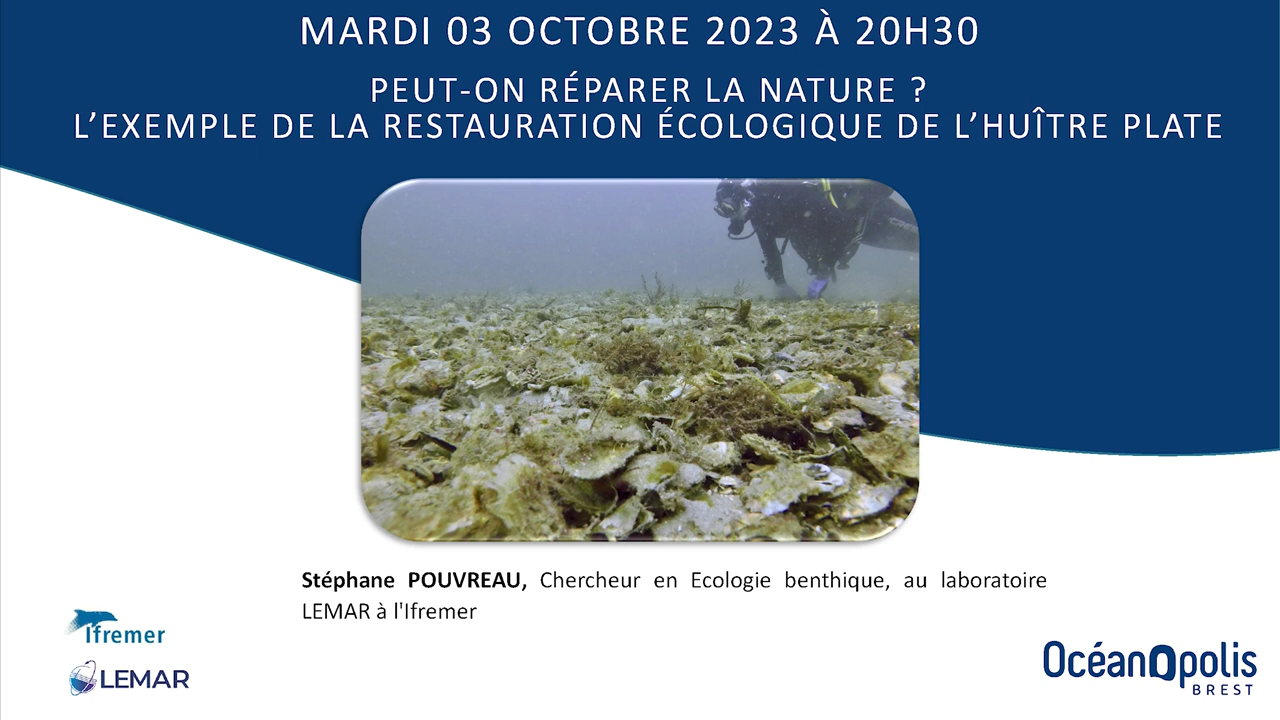 MARDI 03 OCTOBRE 2023 À 20H30
PEUT-ON RÉPARER LA NATURE ?
L’EXEMPLE DE LA RESTAURATION ÉCOLOGIQUE DE L’HUÎTRE PLATE
Stéphane POUVREAU, Chercheur en Ecologie benthique, au laboratoire
LEMAR à l'Ifremer
Ifremer
LEMAR
OcéanOpolis
BREST